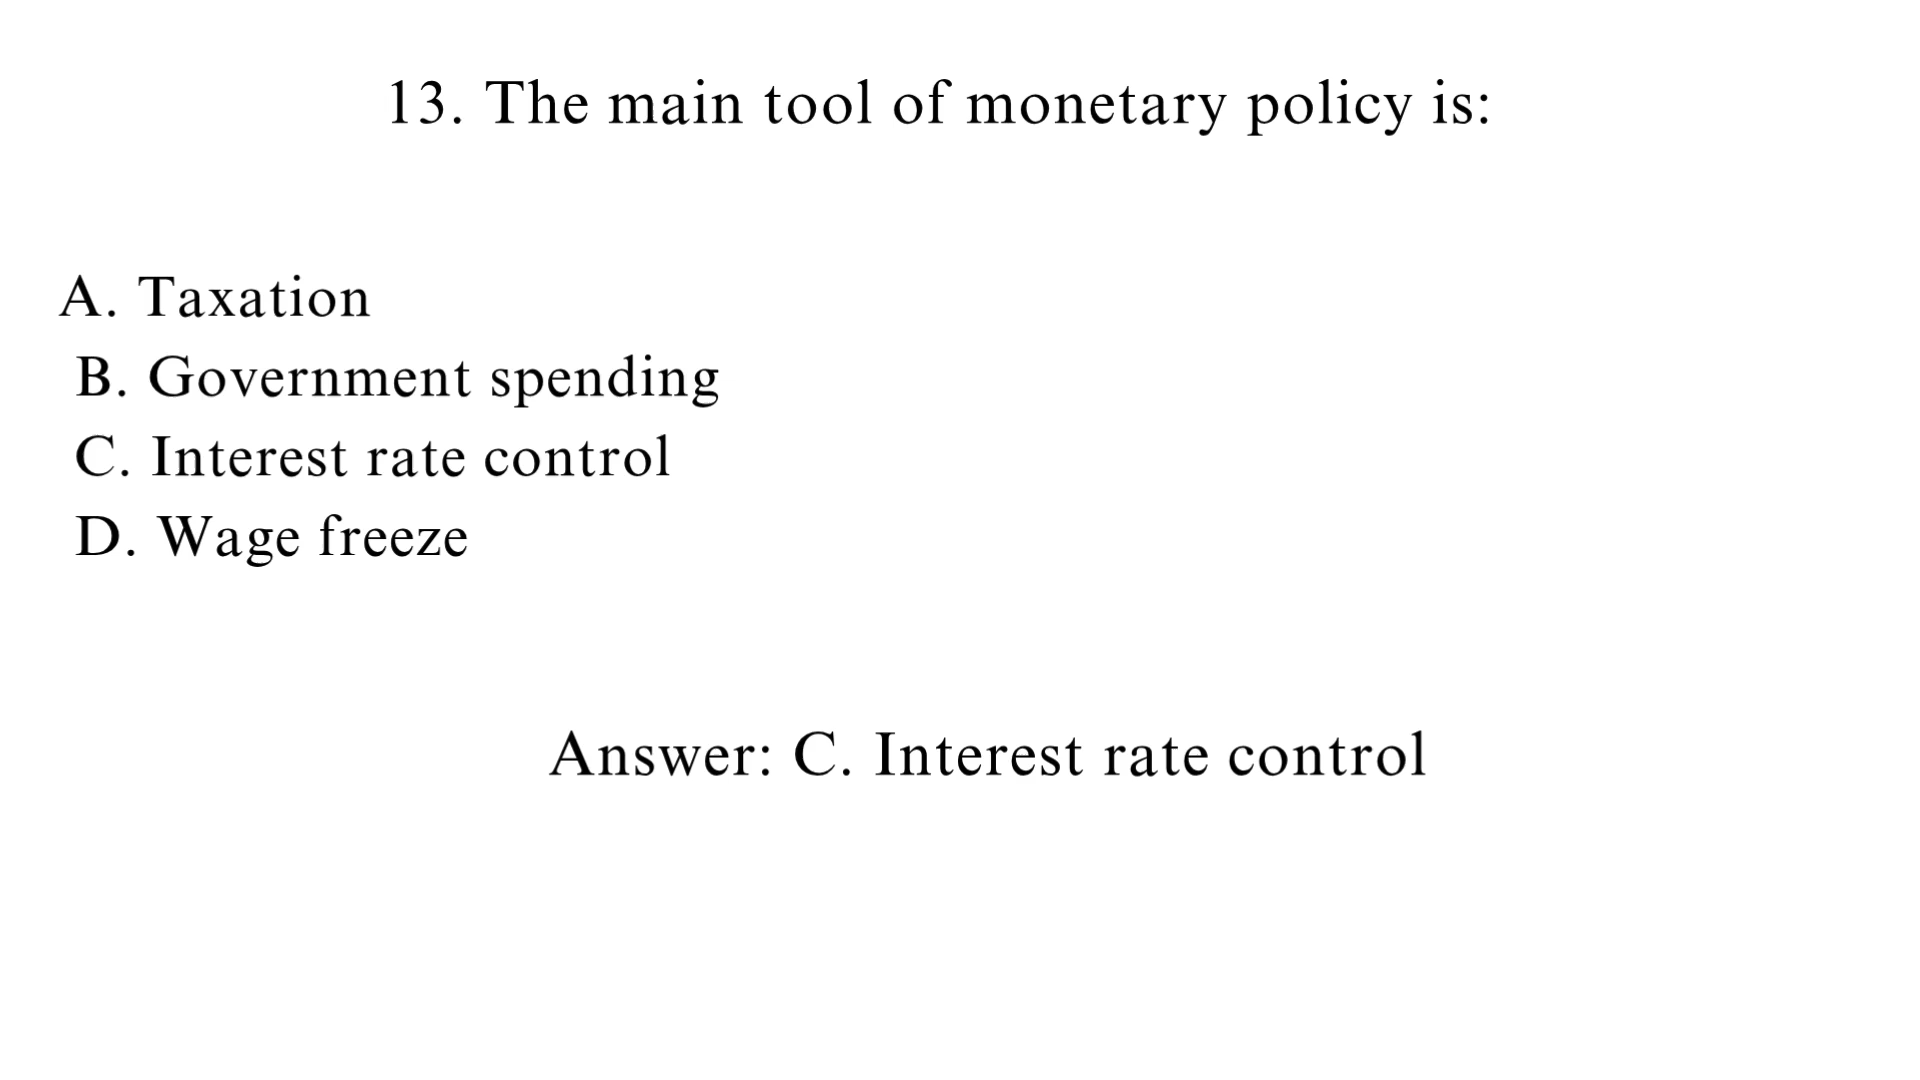 13. The main tool of monetary policy is:
A. Taxation
B. Government spending
C. Interest rate control
D. Wage freeze
Answer: C. Interest rate control